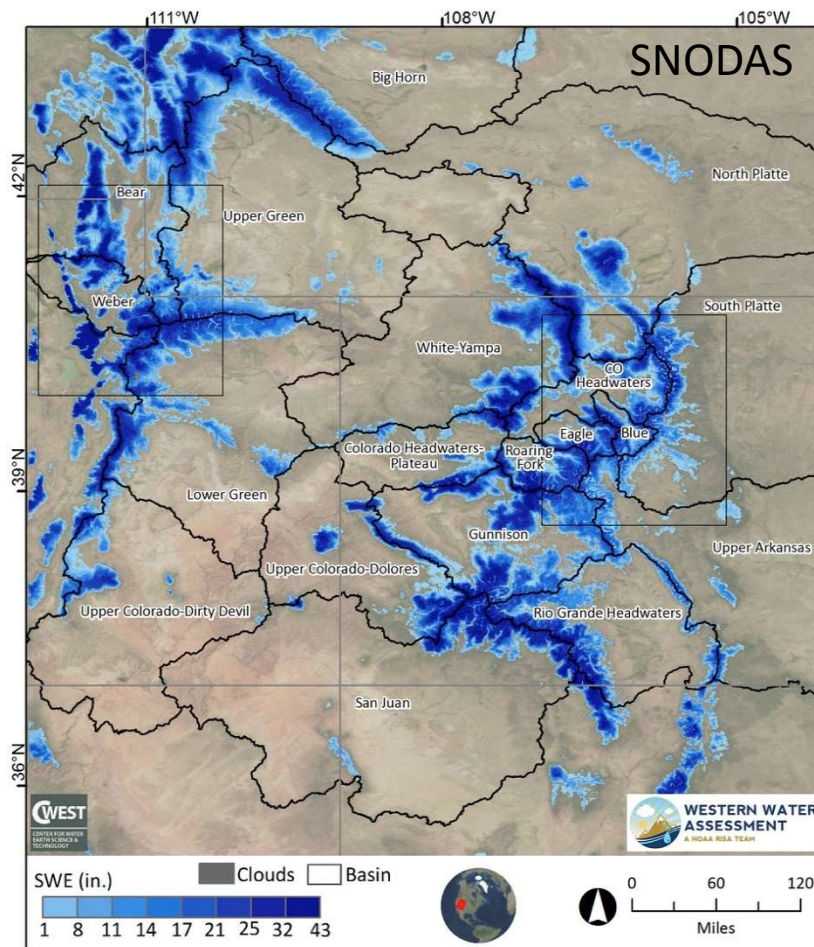 111°W 108°W 105°W
SNODAS
Big Horn
42°N
North Platte
Bear
Upper Green
Weber
South Platte
White-Yampa
CO
Headwaters
Eagle
Blue
Colorado Headwaters-
Plateau
Roaring
Fork
39°N
Lower Green
Gunnison
Upper Arkansas
Upper Colorado-Dolores
Upper Colorado-Dirty Devil
Rio Grande Headwaters
San Juan
36°N
CWEST
CENTER FOR WATER
EARTH SCIENCE &
TECHNOLOGY
WESTERN WATER
ASSESSMENT
A NOAA RISA TEAM
SWE (in.)
Clouds
Basin
1 8 11 14 17 21 25 32 43
0 60 120
Miles